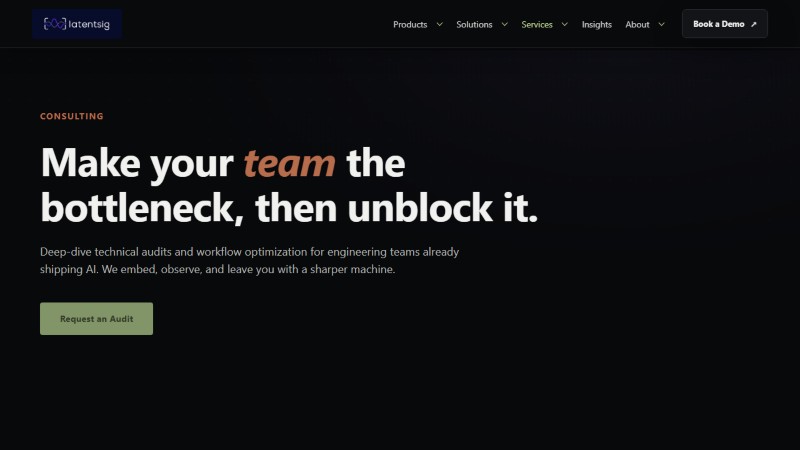 latentsig
Products
Solutions
Services
Insights
About
Book a Demo ↗
CONSULTING
Make your team the
bottleneck, then unblock it.
Deep-dive technical audits and workflow optimization for engineering teams already
shipping AI. We embed, observe, and leave you with a sharper machine.
Request an Audit